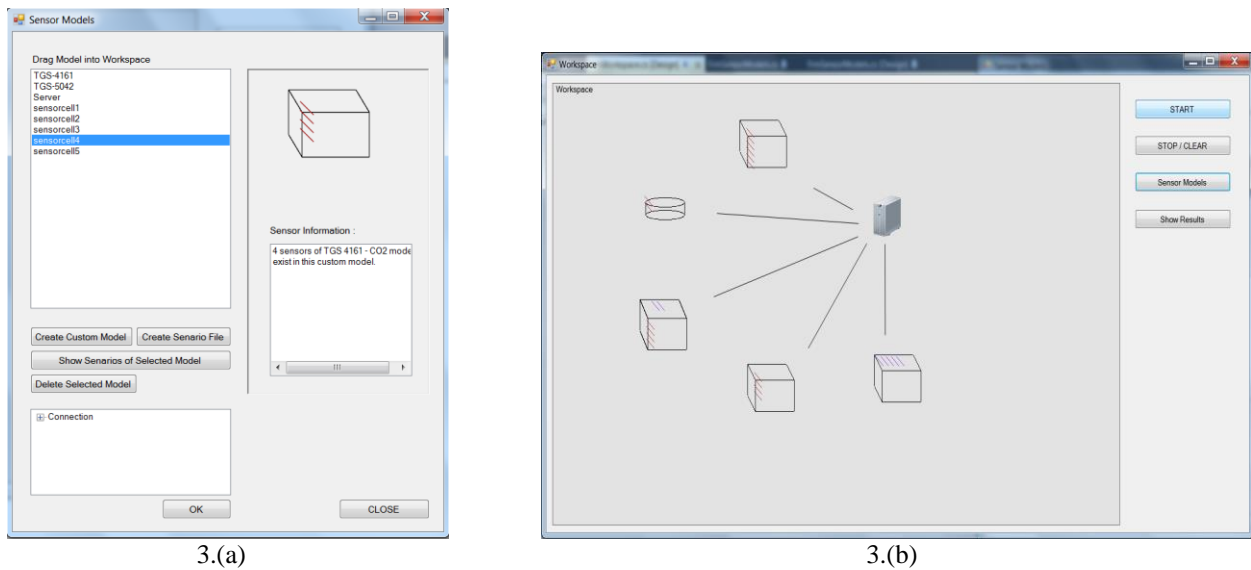 Sensor Models
Drag Model into Workspace
TGS-4161
TGS-5042
Server
sensorcell1
sensorcell2
sensorcell3
sensorcell4
sensorcell5
Sensor Information :
4 sensors of TGS 4161 - CO2 mode
exist in this custom model.
Create Custom Model
Create Senario File
Show Senarios of Selected Model
Delete Selected Model
Connection
OK
CLOSE
3.(a)
Workspace
Workspace
START
STOP / CLEAR
Sensor Models
Show Results
3.(b)